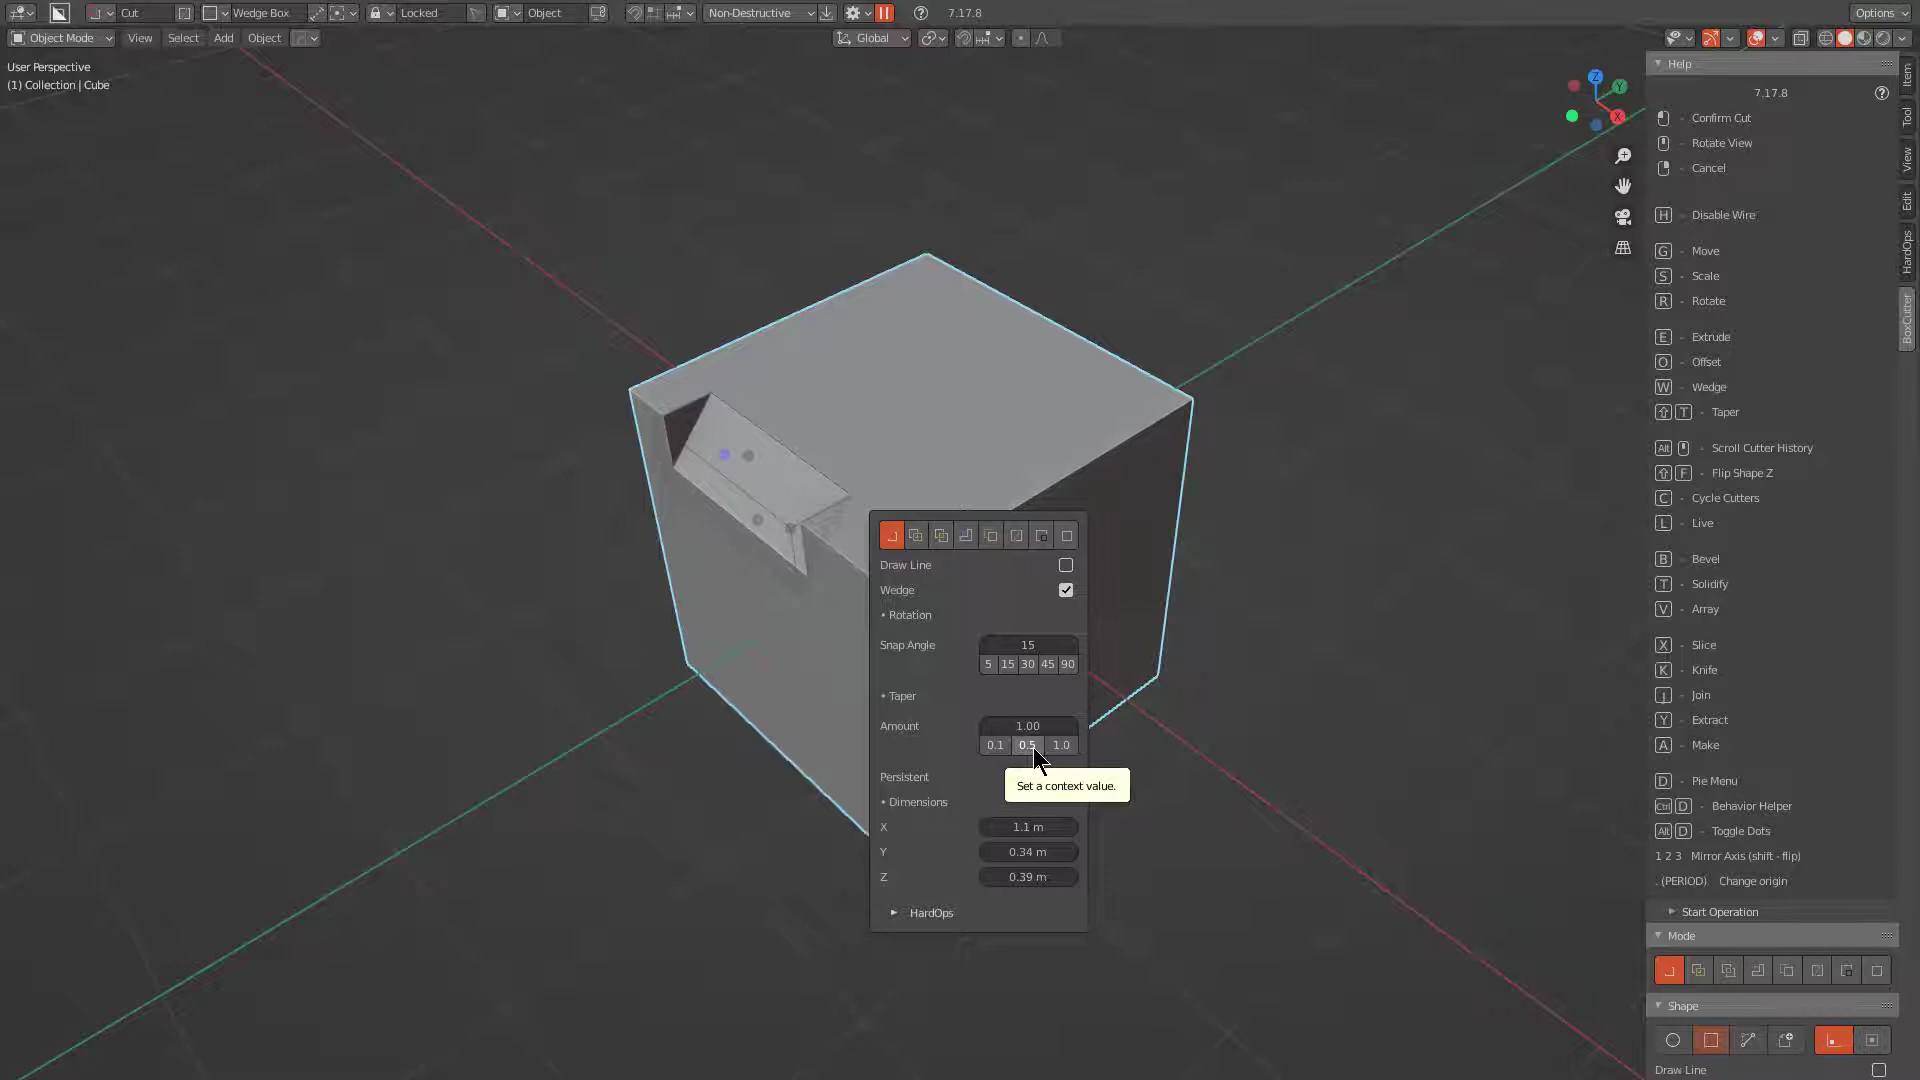 Cut
Wedge Box
Locked
Object
Non-Destructive
7.17.8
Options
Object Mode
View
Select
Add
Object
Global
User Perspective
(1) Collection | Cube
Z
Y
X
Help
7.17.8
Confirm Cut
Rotate View
Cancel
H - Disable Wire
G - Move
S - Scale
R - Rotate
E - Extrude
O - Offset
W - Wedge
T - Taper
Alt - Scroll Cutter History
F - Flip Shape Z
C - Cycle Cutters
L - Live
B - Bevel
T - Solidify
V - Array
X - Slice
K - Knife
J - Join
Y - Extract
A - Make
D - Pie Menu
Ctrl D - Behavior Helper
Alt D - Toggle Dots
1 2 3 Mirror Axis (shift - flip)
. (PERIOD) Change origin
Start Operation
Mode
Shape
Draw Line
Item
Tool
View
Edit
HardOps
BoxCutter
Draw Line
Wedge
• Rotation
Snap Angle 15
5 15 30 45 90
• Taper
Amount 1.00
0.1 0.5 1.0
Persistent
Set a context value.
• Dimensions
X 1.1 m
Y 0.34 m
Z 0.39 m
HardOps